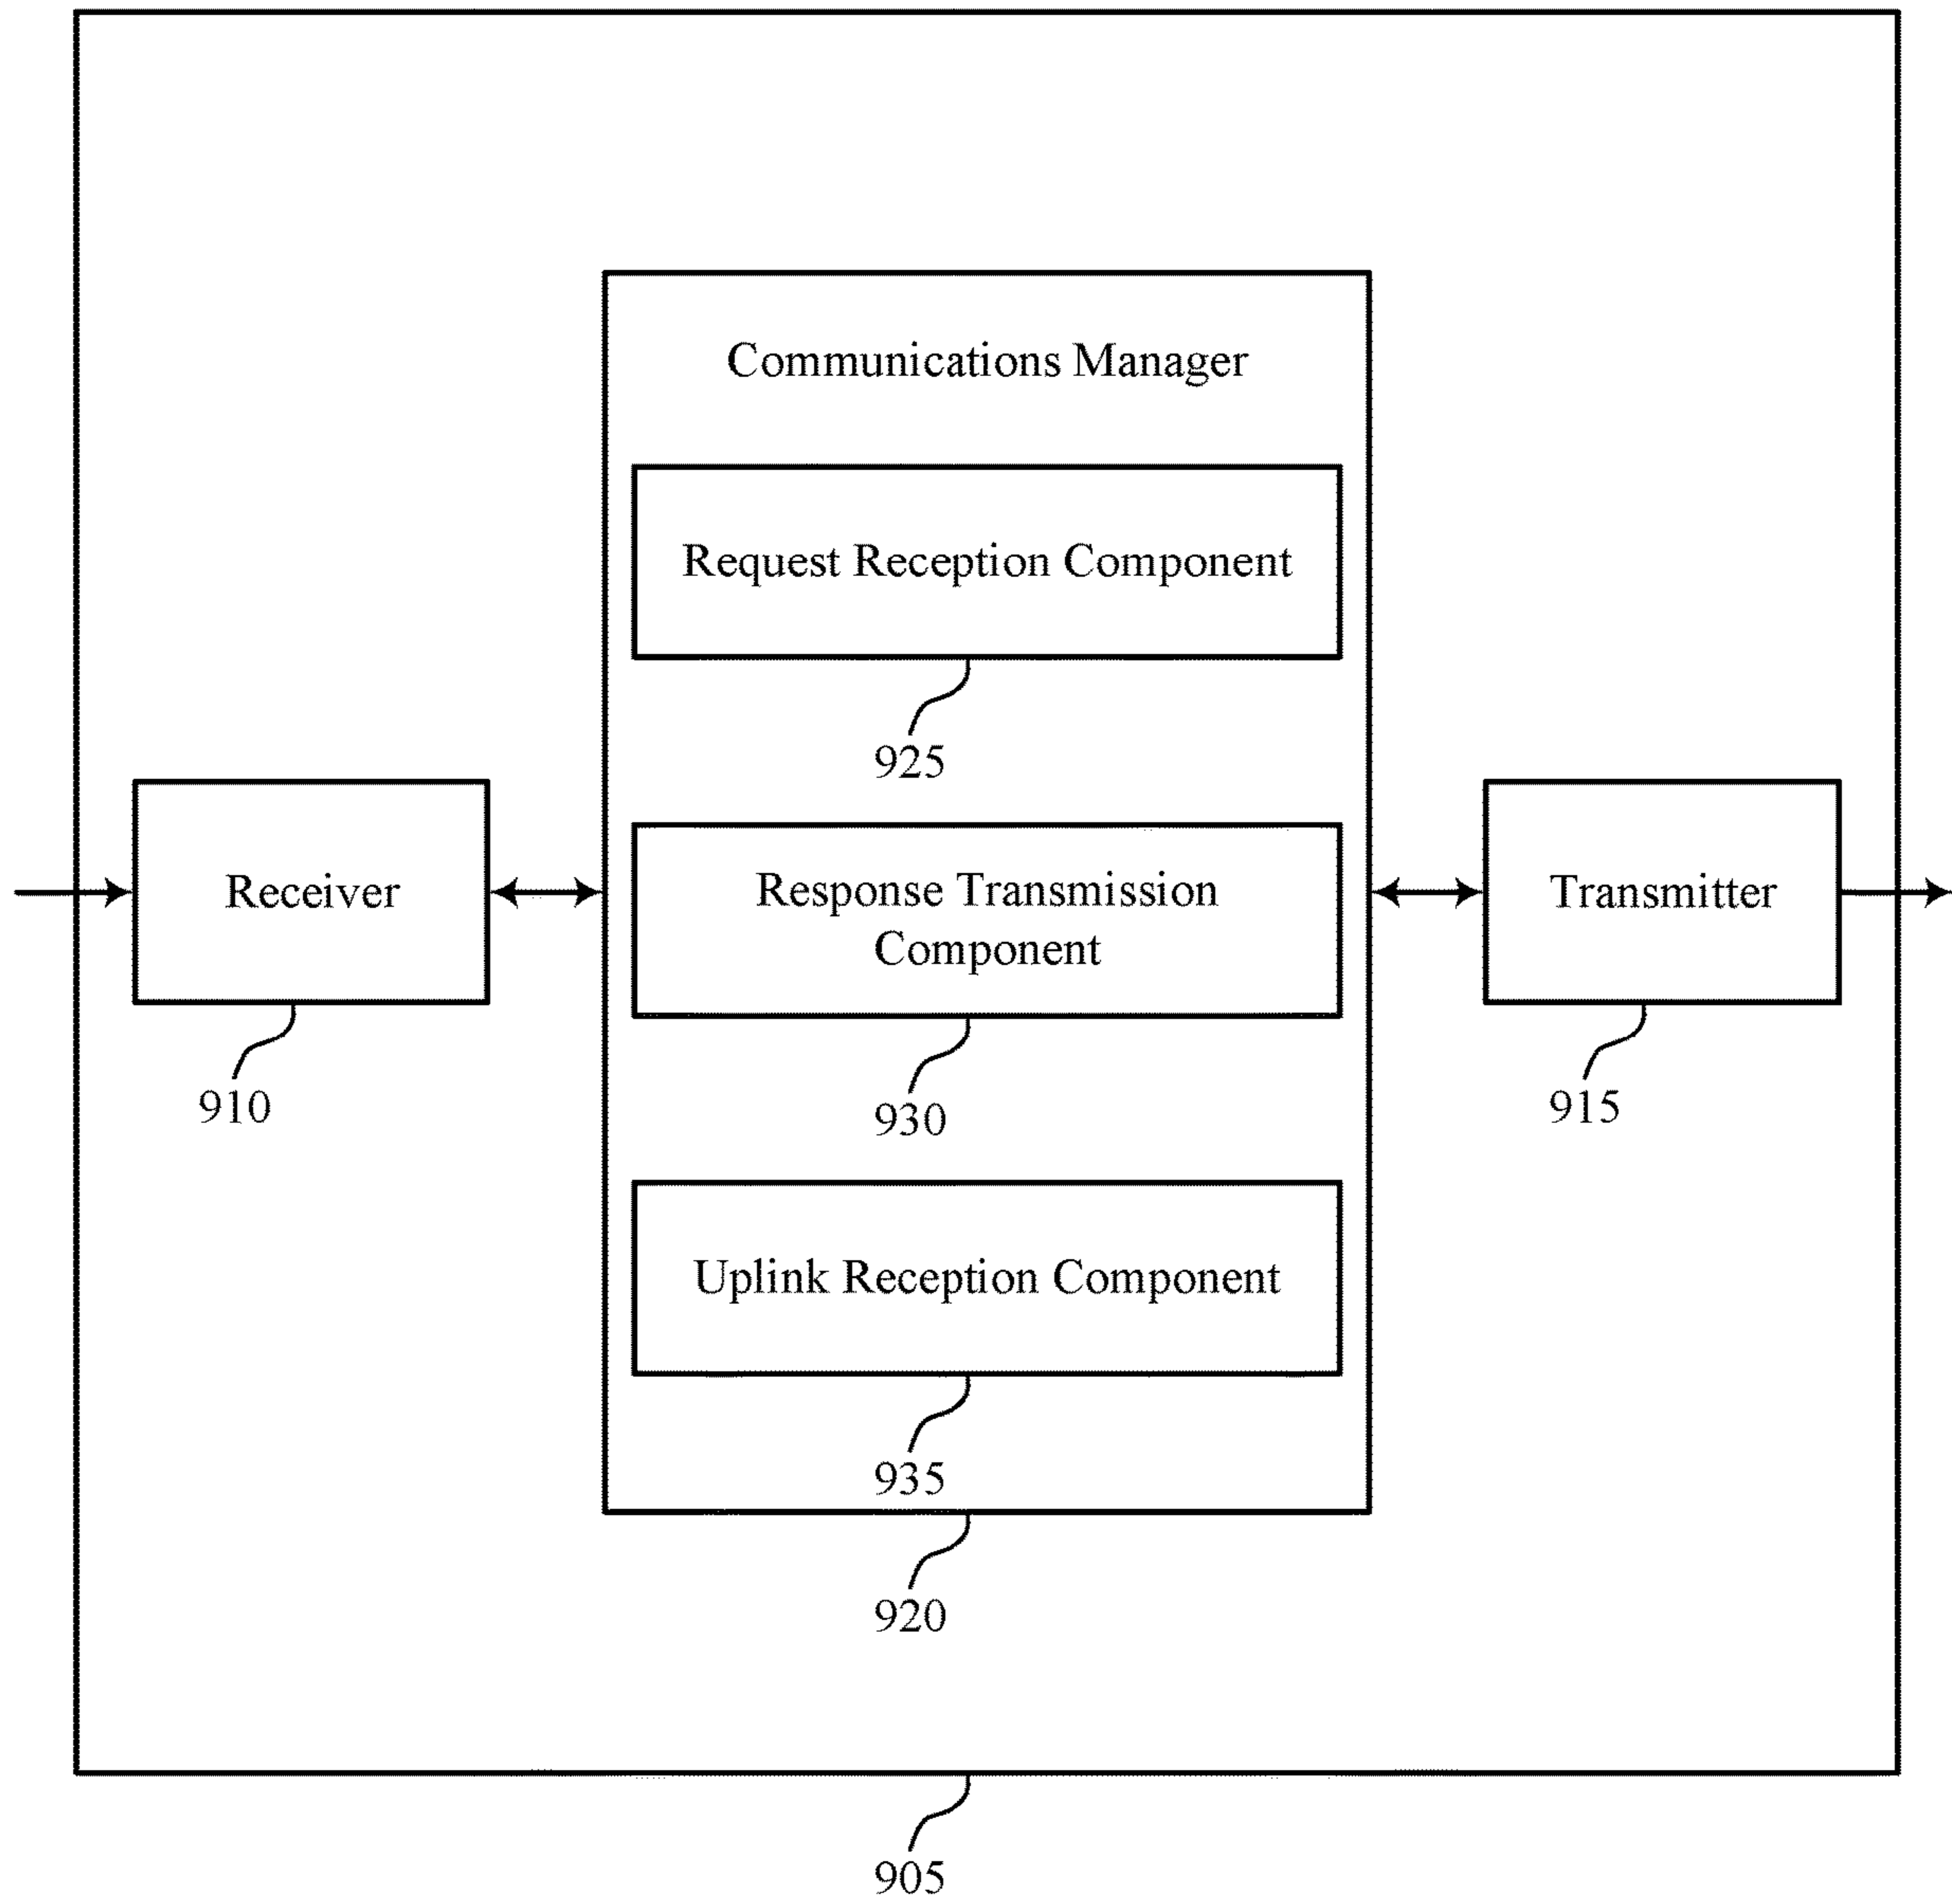 Communications Manager
Request Reception Component
925
Receiver
910
Response Transmission
Component
930
Transmitter
915
Uplink Reception Component
935
920
905